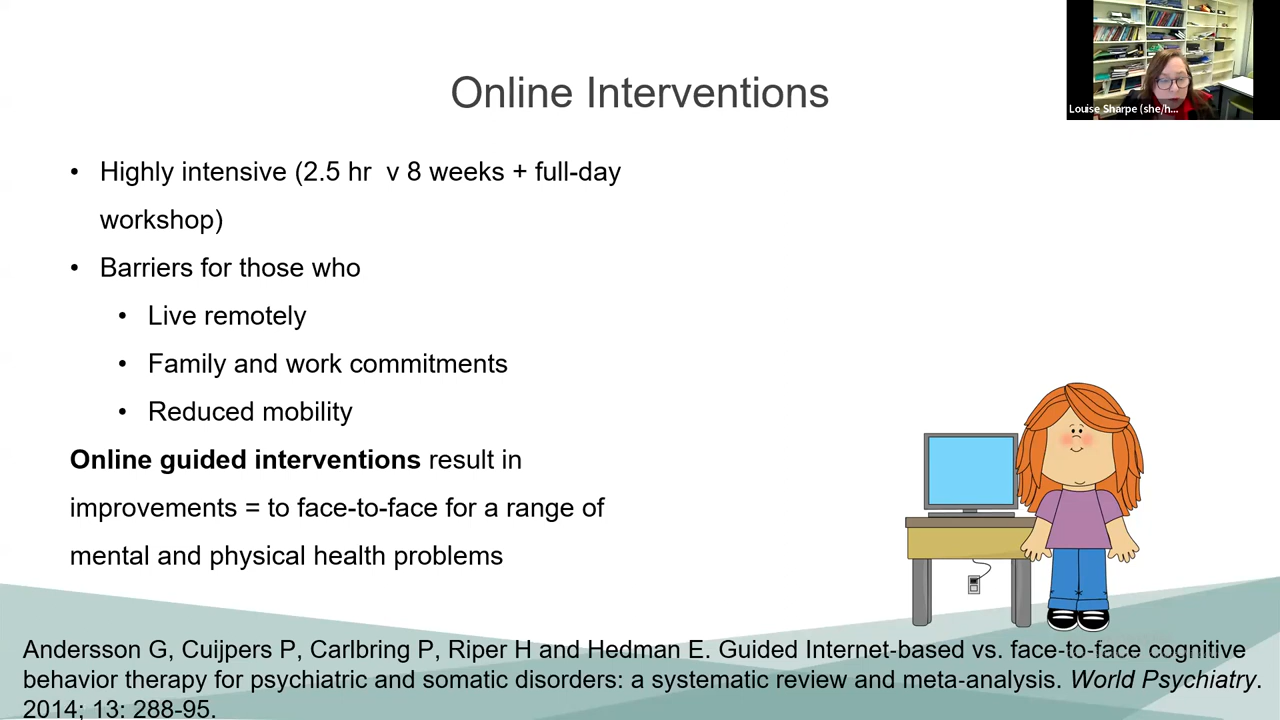 Online Interventions
Louise Sharpe (she/h...
• Highly intensive (2.5 hr v 8 weeks + full-day
workshop)
• Barriers for those who
• Live remotely
• Family and work commitments
• Reduced mobility
Online guided interventions result in
improvements = to face-to-face for a range of
mental and physical health problems
Andersson G, Cuijpers P, Carlbring P, Riper H and Hedman E. Guided Internet-based vs. face-to-face cognitive
behavior therapy for psychiatric and somatic disorders: a systematic review and meta-analysis. World Psychiatry.
2014; 13: 288-95.